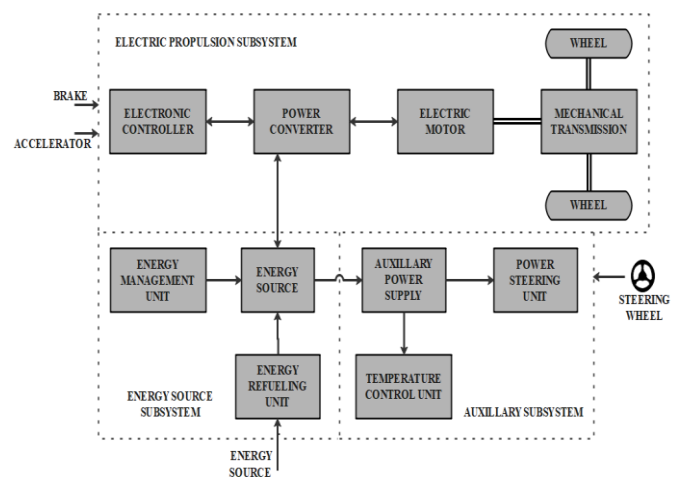 ELECTRIC PROPULSION SUBSYSTEM
WHEEL
BRAKE
ACCELERATOR
ELECTRONIC
CONTROLLER
POWER
CONVERTER
ELECTRIC
MOTOR
MECHANICAL
TRANSMISSION
WHEEL
ENERGY
MANAGEMENT
UNIT
ENERGY
SOURCE
AUXILLARY
POWER
SUPPLY
POWER
STEERING
UNIT
STEERING
WHEEL
ENERGY
REFUELING
UNIT
TEMPERATURE
CONTROL UNIT
ENERGY SOURCE
SUBSYSTEM
AUXILLARY SUBSYSTEM
ENERGY
SOURCE